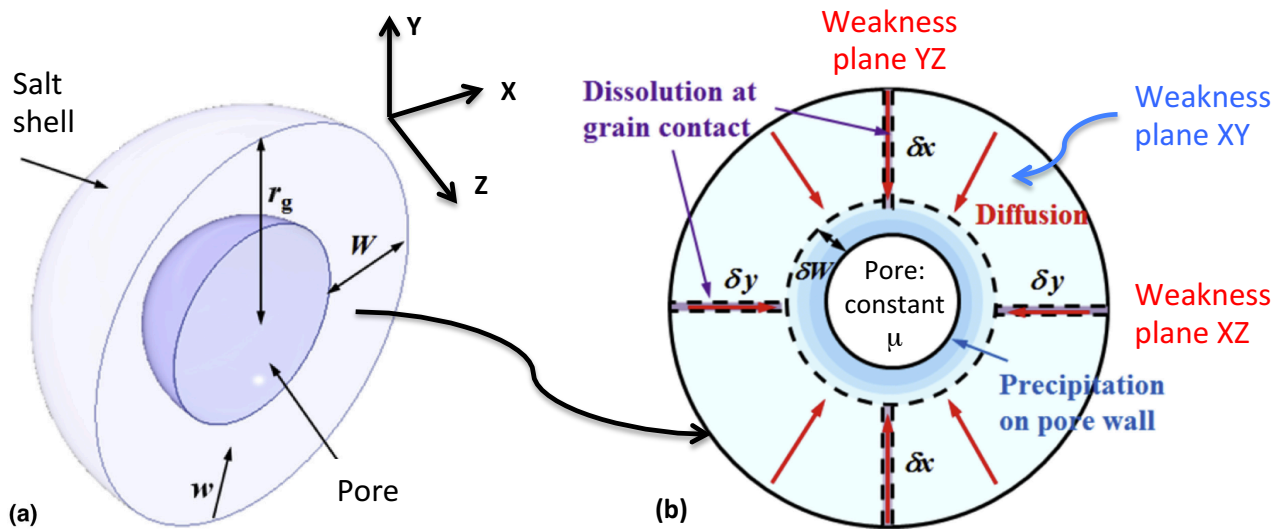 Salt
shell
Y
X
Z
r_g
W
w
Pore
(a)
Weakness
plane YZ
Dissolution at
grain contact
Weakness
plane XY
δx
Diffusion
δW
Pore:
constant
μ
δy
δy
Weakness
plane XZ
Precipitation
on pore wall
δx
(b)